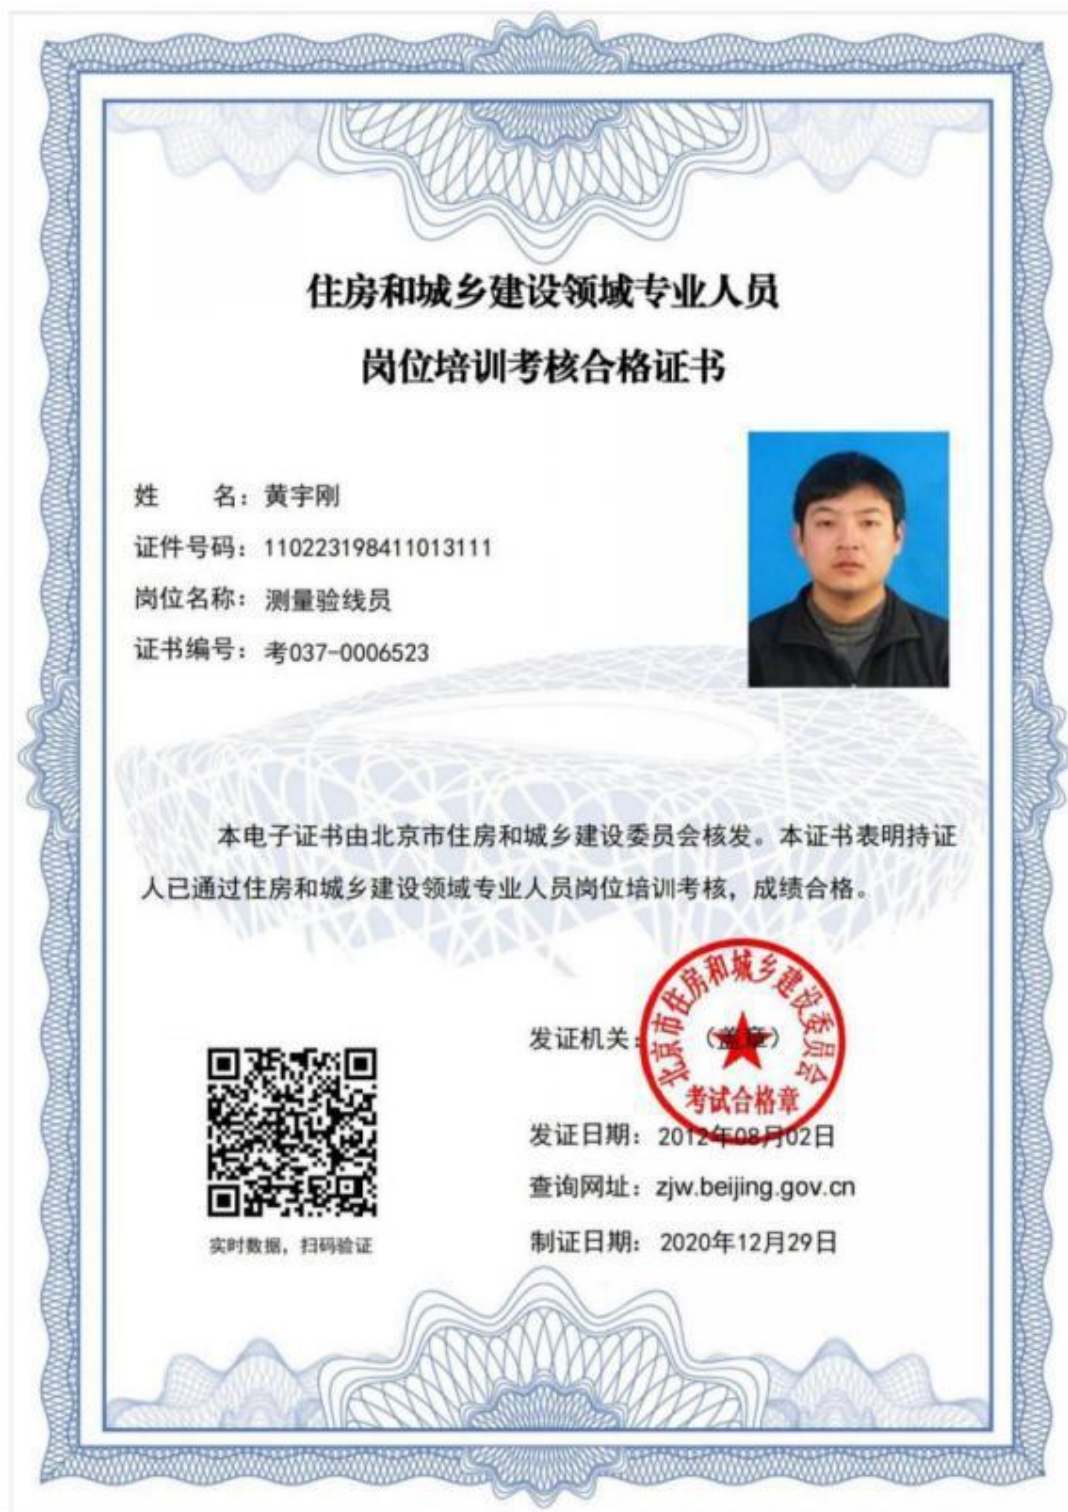 住房和城乡建设领域专业人员
岗位培训考核合格证书
姓 名：黄宇刚
证件号码：110223198411013111
岗位名称：测量验线员
证书编号：考037-0006523
本电子证书由北京市住房和城乡建设委员会核发。本证书表明持证
人已通过住房和城乡建设领域专业人员岗位培训考核，成绩合格。
发证机关：（盖章）
北京市住房和城乡建设委员会
考试合格章
发证日期：2012年08月02日
查询网址：zjw.beijing.gov.cn
制证日期：2020年12月29日
实时数据，扫码验证